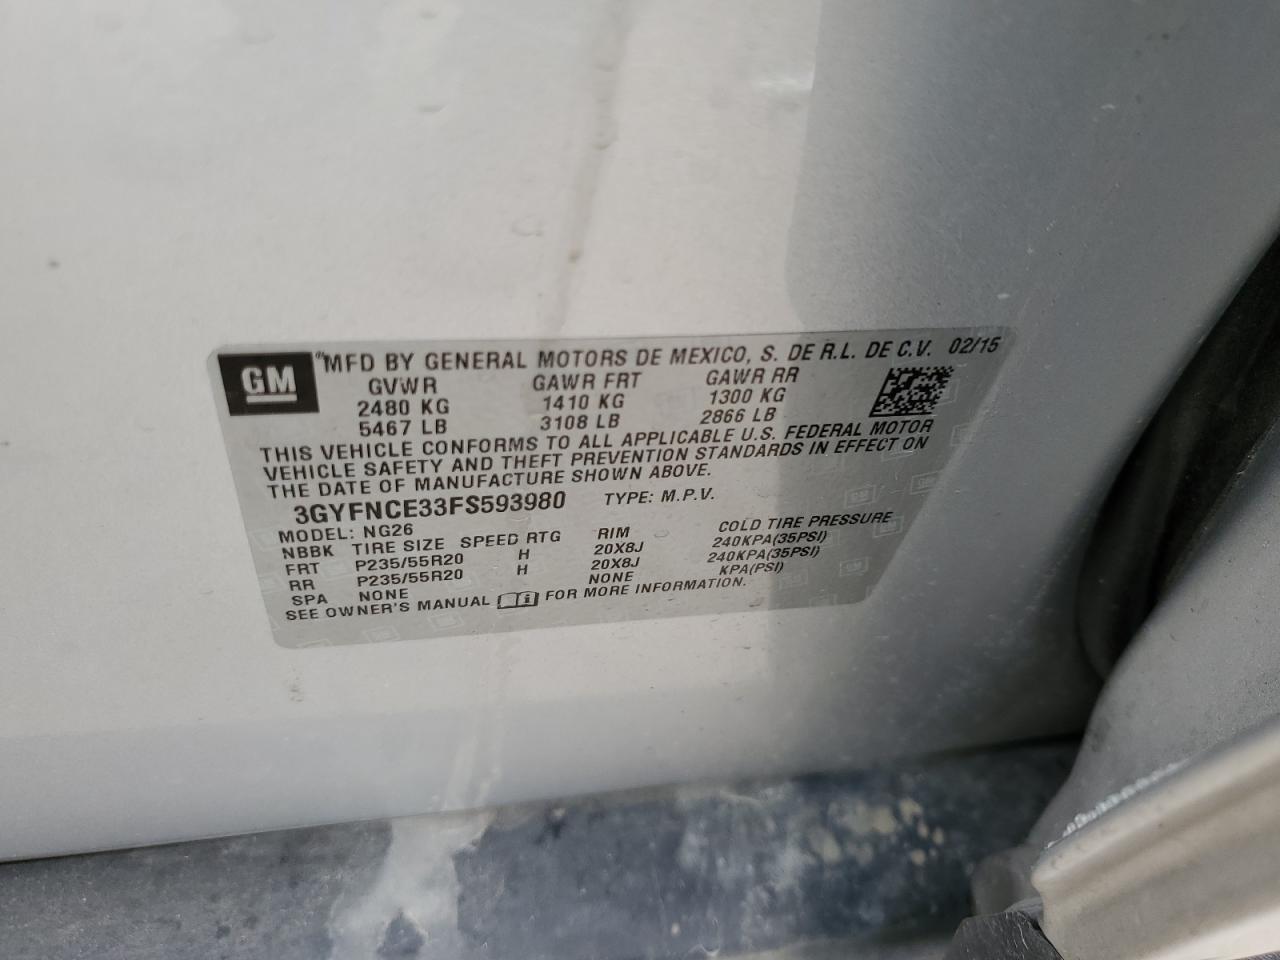 GM
"MFD BY GENERAL MOTORS DE MEXICO, S. DE R.L. DE C.V. 02/15
GVWR GAWR FRT GAWR RR
2480 KG 1410 KG 1300 KG
5467 LB 3108 LB 2866 LB
THIS VEHICLE CONFORMS TO ALL APPLICABLE U.S. FEDERAL MOTOR
VEHICLE SAFETY AND THEFT PREVENTION STANDARDS IN EFFECT ON
THE DATE OF MANUFACTURE SHOWN ABOVE.
3GYFNCE33FS593980 TYPE: M.P.V.
MODEL: NG26
NBBK TIRE SIZE SPEED RTG RIM COLD TIRE PRESSURE
FRT P235/55R20 H 20X8J 240KPA(35PSI)
RR P235/55R20 H 20X8J 240KPA(35PSI)
SPA NONE NONE KPA(PSI)
SEE OWNER'S MANUAL FOR MORE INFORMATION.